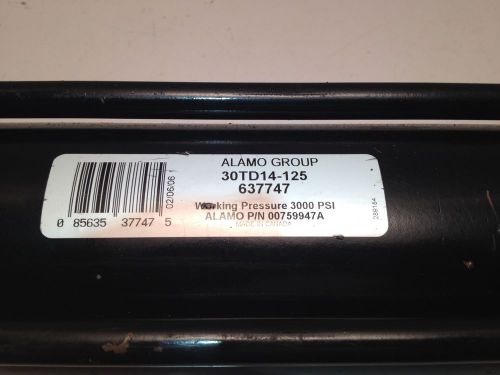 ALAMO GROUP
30TD14-125
637747
Working Pressure 3000 PSI
ALAMO P/N 00759947A
MADE IN CANADA
02/06/06
0 85635 37747 5
289154